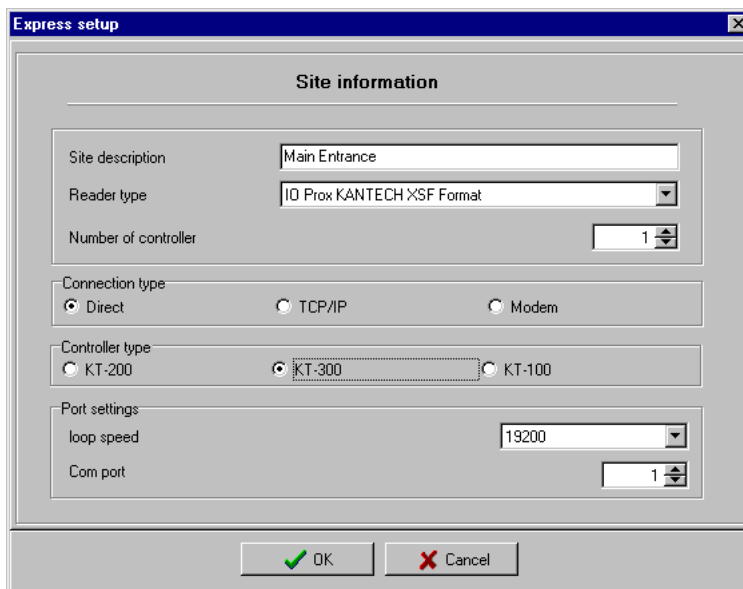 Express setup
Site information
Site description Main Entrance
Reader type IO Prox KANTECH XSF Format
Number of controller 1
Connection type
Direct TCP/IP Modem
Controller type
KT-200 KT-300 KT-100
Port settings
loop speed 19200
Com port 1
OK Cancel